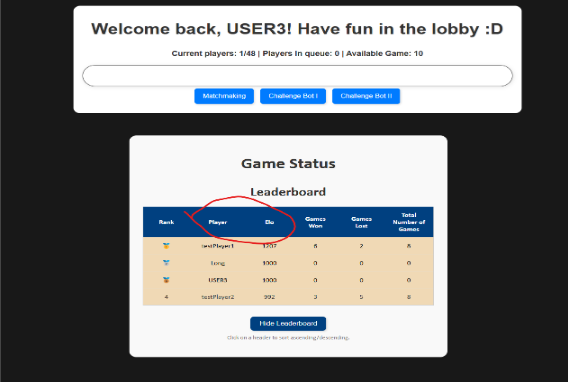 Welcome back, USER3! Have fun in the lobby :D
Current players: 1/48 | Players In queue: 0 | Available Game: 10
Matchmaking Challenge Bot I Challenge Bot II
Game Status
Leaderboard
Rank Player Elo Games Won Games Lost Total Number of Games
testPlayer1 1207 6 2 8
1000 0 0 0
USER3 1000 0 0 0
4 testPlayer2 992 3 5 8
Hide Leaderboard
Click on a header to sort ascending/descending.